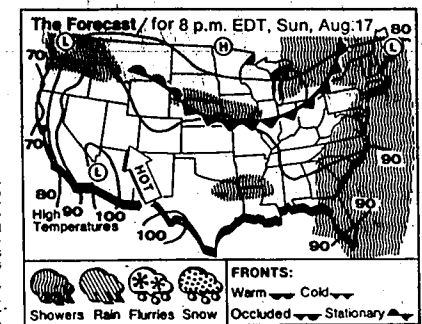 The Forecast / for 8 p.m. EDT, Sun, Aug. 17
70
L
H
80
L
70
L
HOT
90
80
90
100
High
Temperatures
100
90
90
Showers Rain Flurries Snow
FRONTS:
Warm Cold
Occluded Stationary